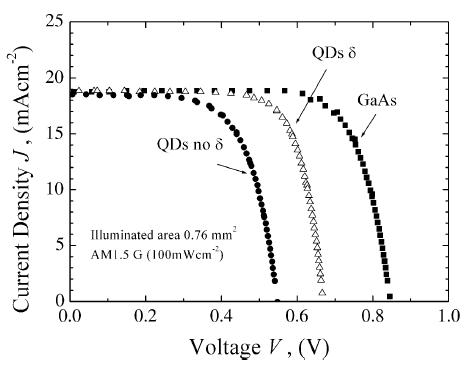 30
25
20
15
10
5
0
0.0 0.2 0.4 0.6 0.8 1.0
Current Density J , (mAcm⁻²)
Voltage V , (V)
QDs δ
GaAs
QDs no δ
Illuminated area 0.76 mm²
AM1.5 G (100mWcm⁻²)